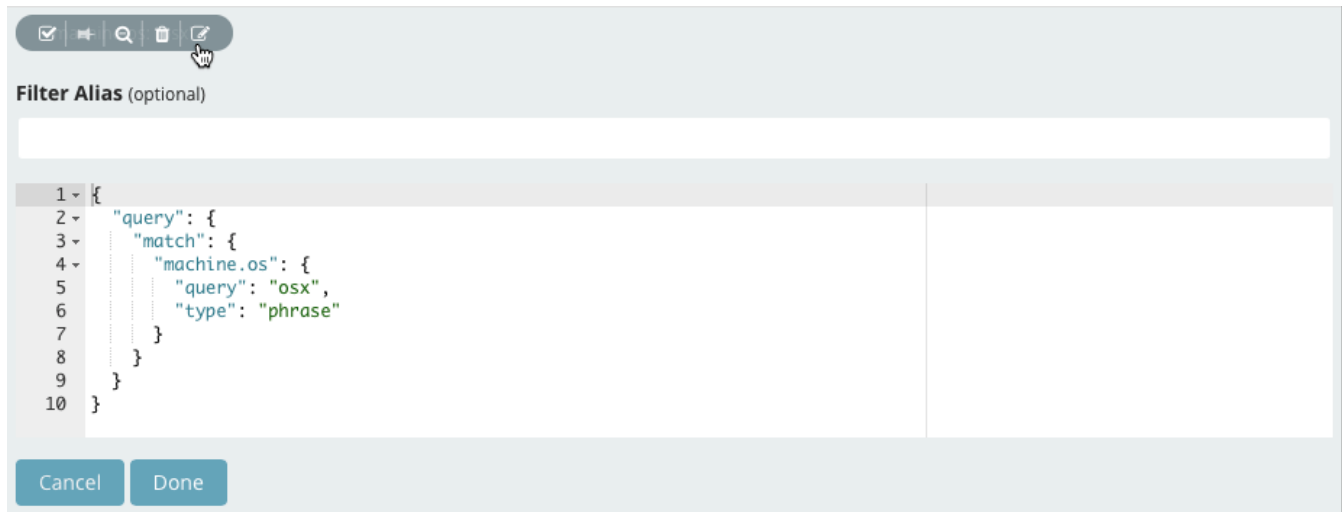 Filter Alias (optional)
1 {
2 "query": {
3 "match": {
4 "machine.os": {
5 "query": "osx",
6 "type": "phrase"
7 }
8 }
9 }
10 }
Cancel Done